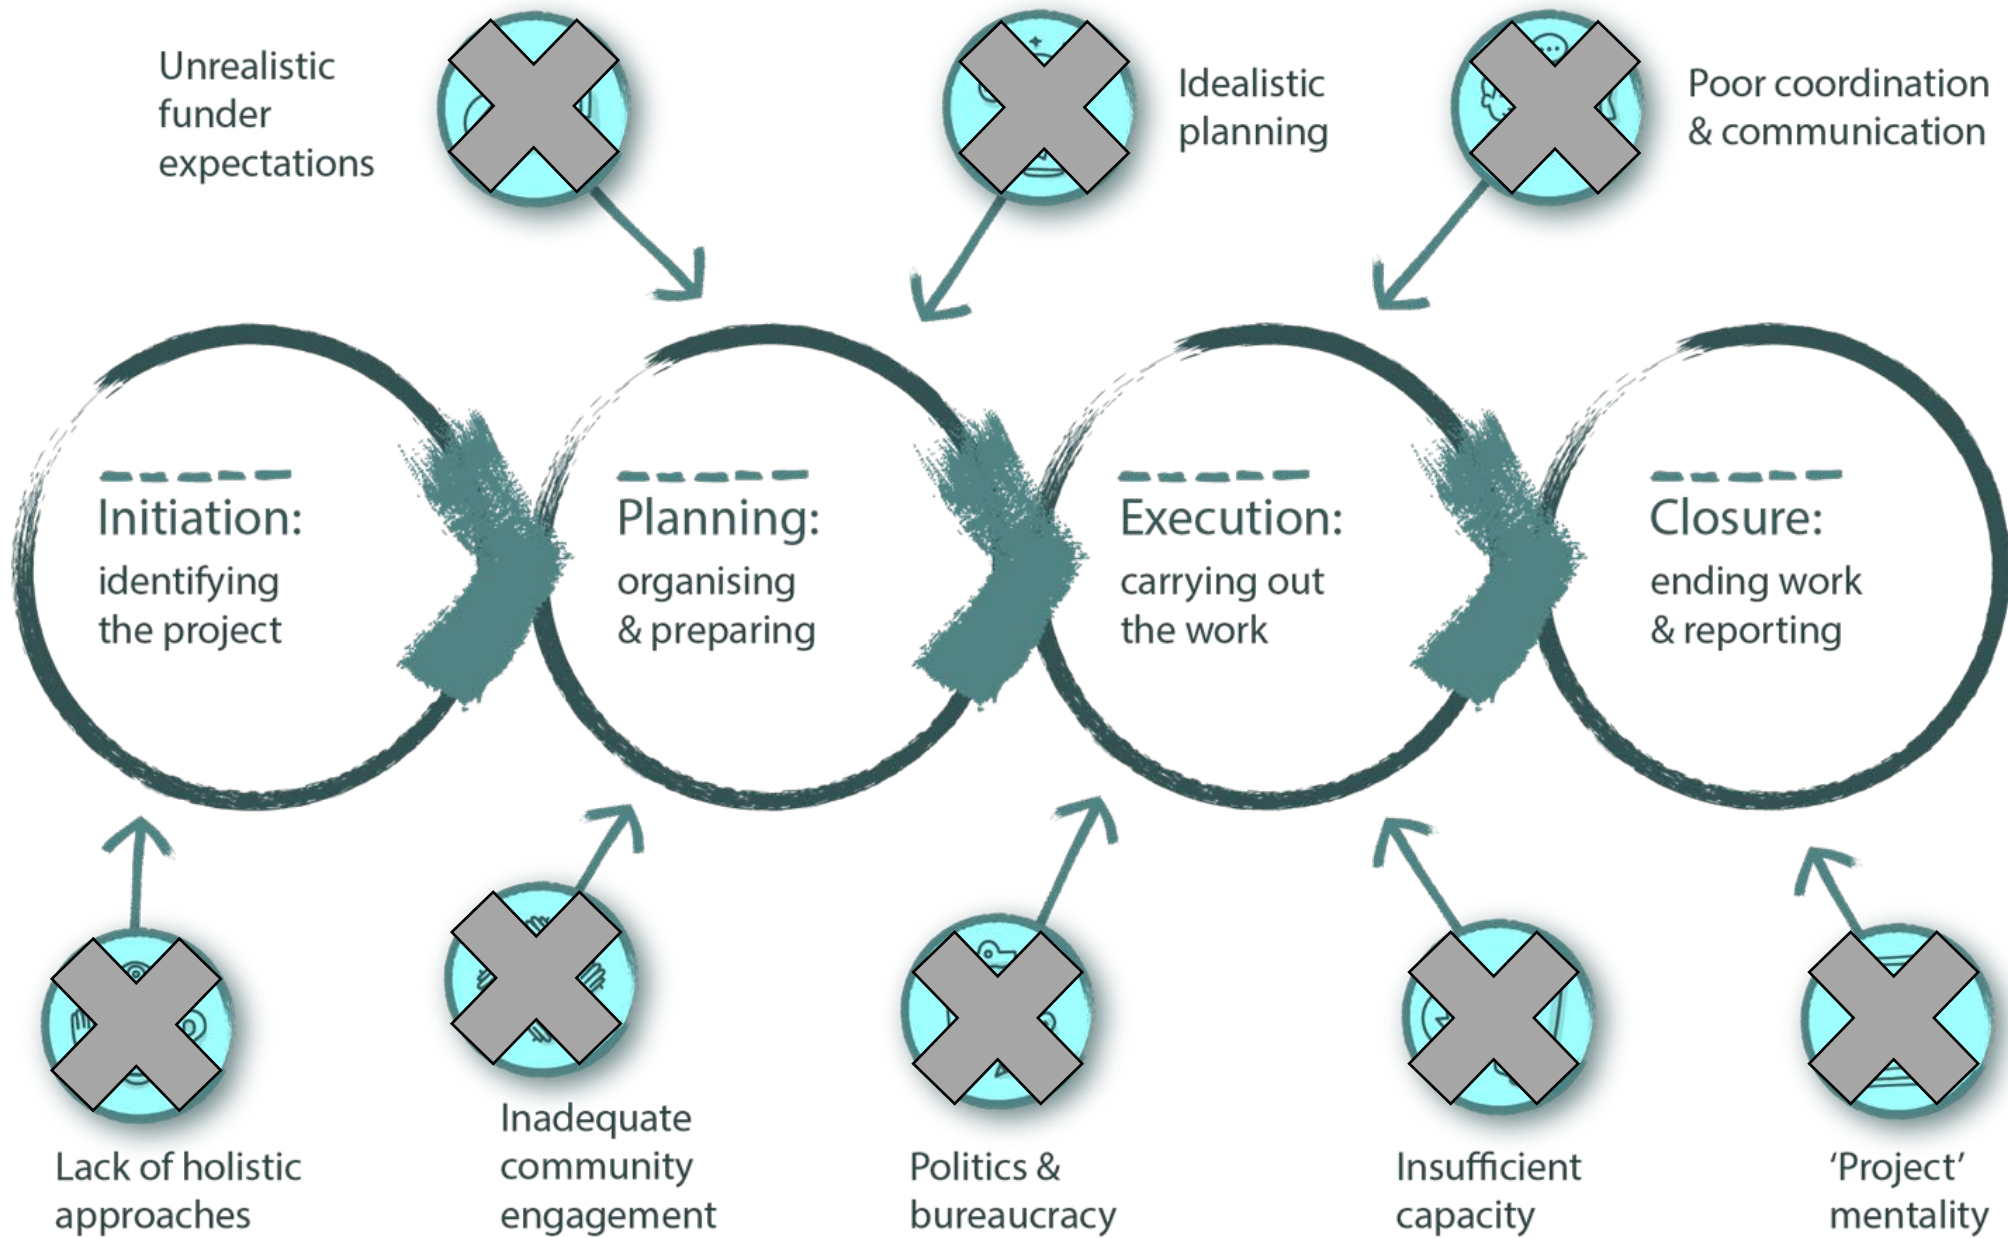 Unrealistic
funder
expectations
Idealistic
planning
Poor coordination
& communication
Initiation:
identifying
the project
Planning:
organising
& preparing
Execution:
carrying out
the work
Closure:
ending work
& reporting
Lack of holistic
approaches
Inadequate
community
engagement
Politics &
bureaucracy
Insufficient
capacity
‘Project’
mentality